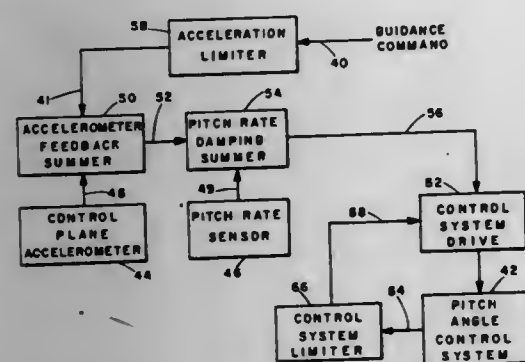 58
ACCELERATION
LIMITER
GUIDANCE
COMMAND
40
41
50
52
54
56
ACCELEROMETER
FEEDBACK
SUMMER
PITCH RATE
DAMPING
SUMMER
48
49
62
CONTROL
PLANE
ACCELEROMETER
PITCH RATE
SENSOR
68
CONTROL
SYSTEM
DRIVE
44
46
66
64
42
CONTROL
SYSTEM
LIMITER
PITCH
ANGLE
CONTROL
SYSTEM